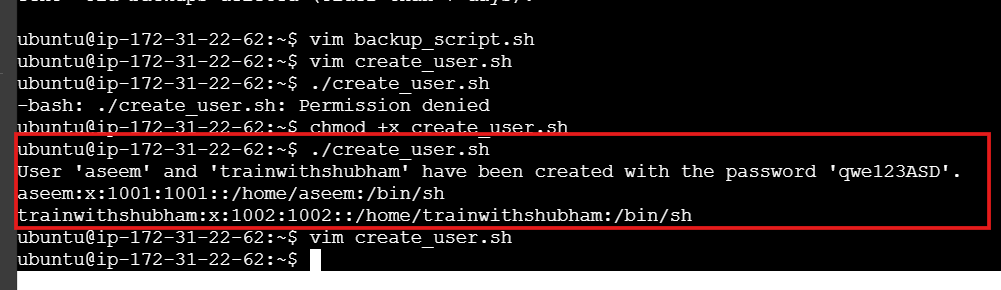 ubuntu@ip-172-31-22-62:~$ vim backup_script.sh
ubuntu@ip-172-31-22-62:~$ vim create_user.sh
ubuntu@ip-172-31-22-62:~$ ./create_user.sh
-bash: ./create_user.sh: Permission denied
ubuntu@ip-172-31-22-62:~$ chmod +x create_user.sh
ubuntu@ip-172-31-22-62:~$ ./create_user.sh
User 'aseem' and 'trainwithshubham' have been created with the password 'qwe123ASD'.
aseem:x:1001:1001::/home/aseem:/bin/sh
trainwithshubham:x:1002:1002::/home/trainwithshubham:/bin/sh
ubuntu@ip-172-31-22-62:~$ vim create_user.sh
ubuntu@ip-172-31-22-62:~$